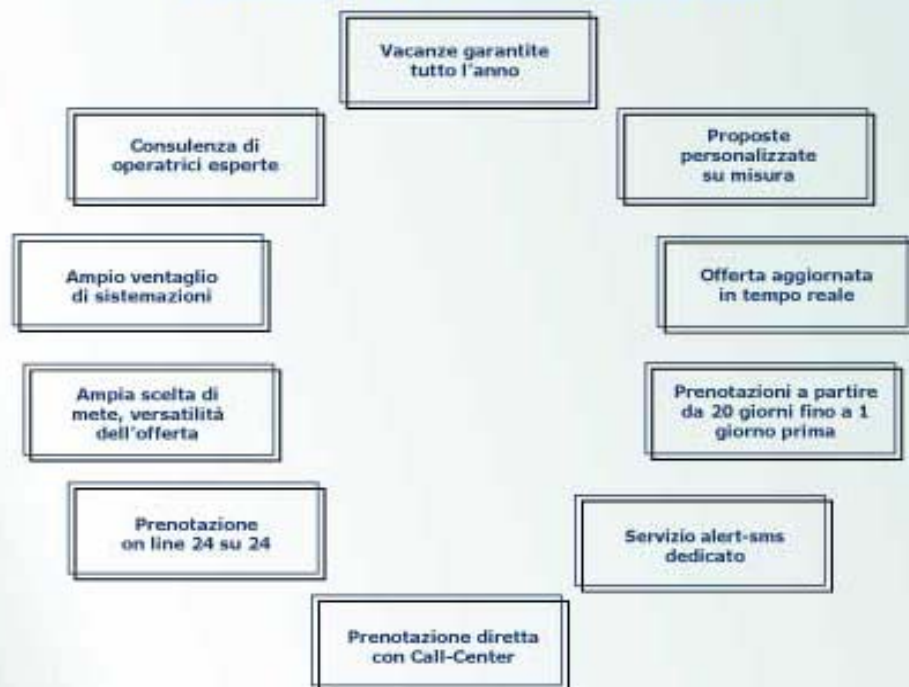 Vacanze garantite
tutto l'anno
Consulenza di
operatrici esperte
Proposte
personalizzate
su misura
Ampio ventaglio
di sistemazioni
Offerta aggiornata
in tempo reale
Ampia scelta di
mete, versatilità
dell'offerta
Prenotazioni a partire
da 20 giorni fino a 1
giorno prima
Prenotazione
on line 24 su 24
Servizio alert-sms
dedicato
Prenotazione diretta
con Call-Center